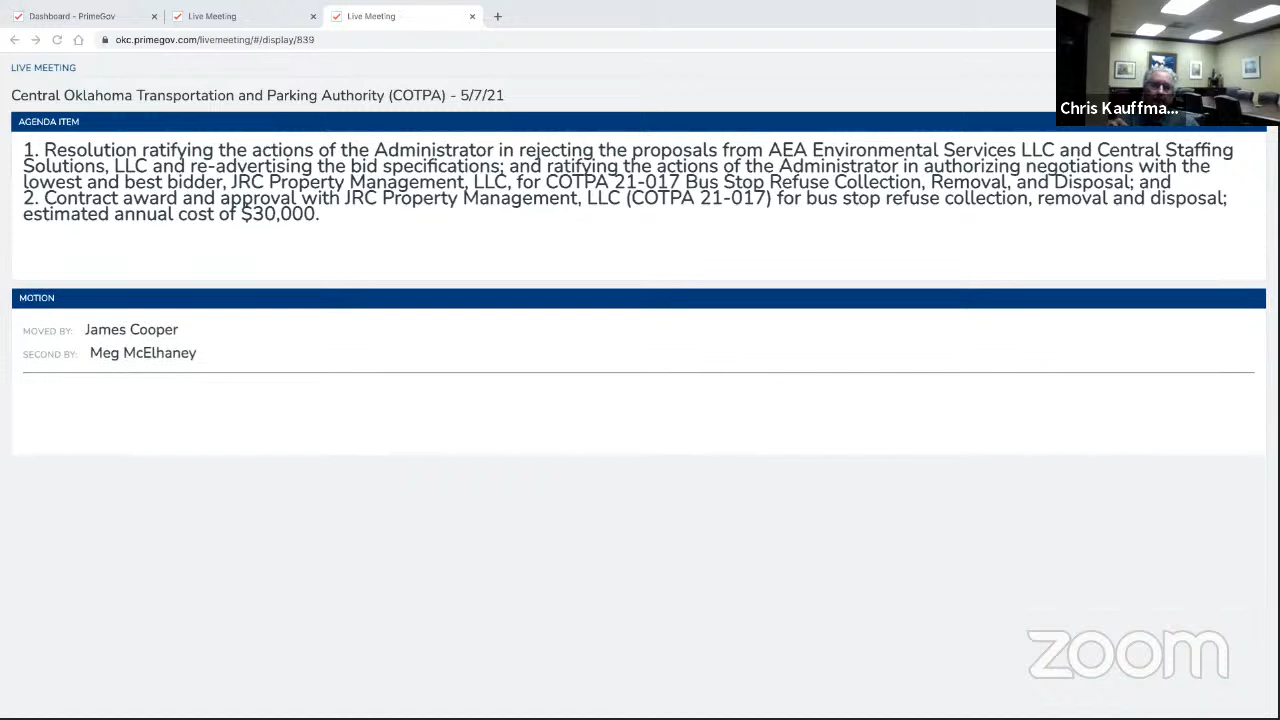 Dashboard - PrimeGov
Live Meeting
Live Meeting
okc.primegov.com/livemeeting/#/display/839
Chris Kauffma...
LIVE MEETING
Central Oklahoma Transportation and Parking Authority (COTPA) - 5/7/21
AGENDA ITEM
1. Resolution ratifying the actions of the Administrator in rejecting the proposals from AEA Environmental Services LLC and Central Staffing
Solutions, LLC and re-advertising the bid specifications; and ratifying the actions of the Administrator in authorizing negotiations with the
lowest and best bidder, JRC Property Management, LLC, for COTPA 21-017 Bus Stop Refuse Collection, Removal, and Disposal; and
2. Contract award and approval with JRC Property Management, LLC (COTPA 21-017) for bus stop refuse collection, removal and disposal;
estimated annual cost of $30,000.
MOTION
MOVED BY: James Cooper
SECOND BY: Meg McElhaney
zoom